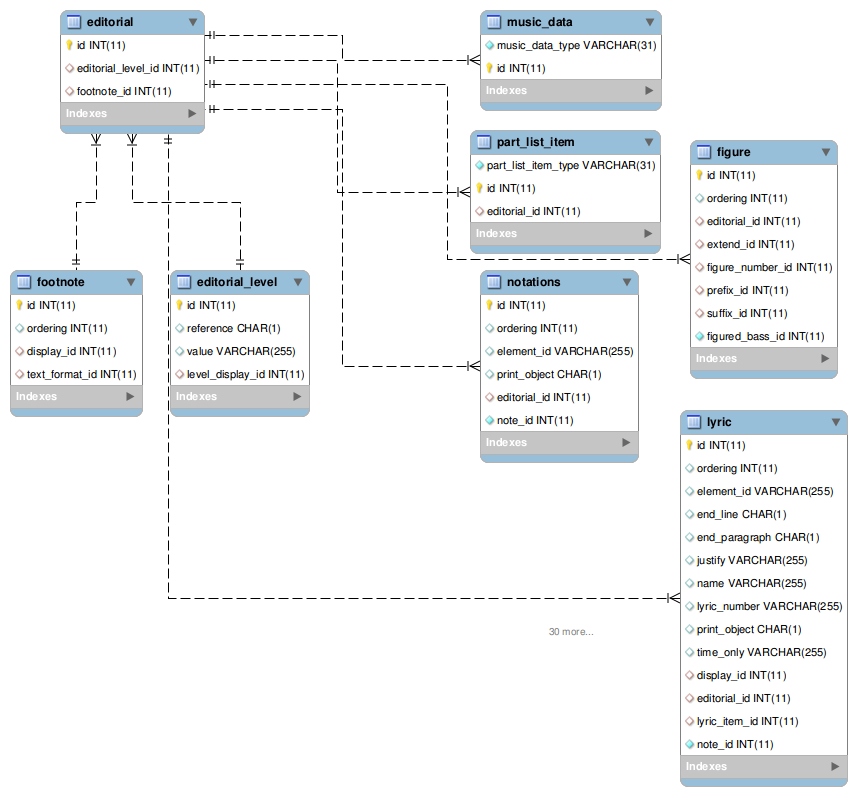 editorial
id INT(11)
editorial_level_id INT(11)
footnote_id INT(11)
Indexes
music_data
music_data_type VARCHAR(31)
id INT(11)
Indexes
part_list_item
part_list_item_type VARCHAR(31)
id INT(11)
editorial_id INT(11)
Indexes
figure
id INT(11)
ordering INT(11)
editorial_id INT(11)
extend_id INT(11)
figure_number_id INT(11)
prefix_id INT(11)
suffix_id INT(11)
figured_bass_id INT(11)
Indexes
footnote
id INT(11)
ordering INT(11)
display_id INT(11)
text_format_id INT(11)
Indexes
editorial_level
id INT(11)
reference CHAR(1)
value VARCHAR(255)
level_display_id INT(11)
Indexes
notations
id INT(11)
ordering INT(11)
element_id VARCHAR(255)
print_object CHAR(1)
editorial_id INT(11)
note_id INT(11)
Indexes
lyric
id INT(11)
ordering INT(11)
element_id VARCHAR(255)
end_line CHAR(1)
end_paragraph CHAR(1)
justify VARCHAR(255)
name VARCHAR(255)
lyric_number VARCHAR(255)
print_object CHAR(1)
time_only VARCHAR(255)
display_id INT(11)
editorial_id INT(11)
lyric_item_id INT(11)
note_id INT(11)
Indexes
30 more...